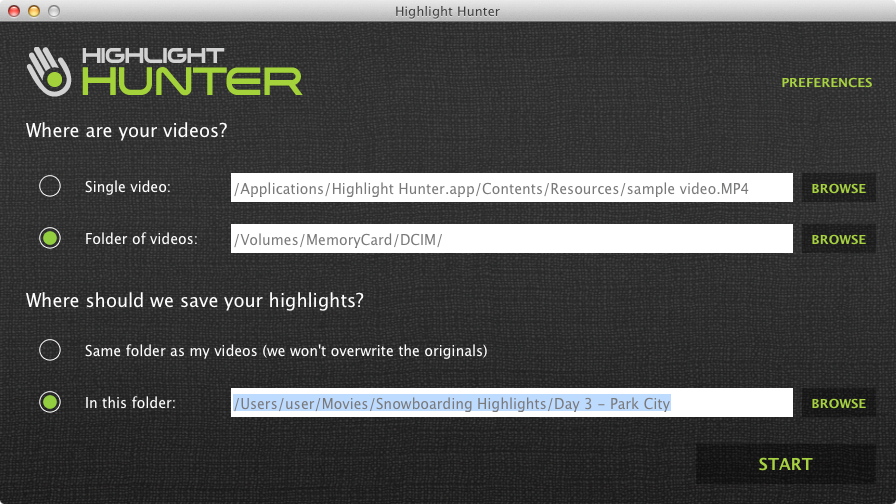 Highlight Hunter
HIGHLIGHT
HUNTER
PREFERENCES
Where are your videos?
Single video: /Applications/Highlight Hunter.app/Contents/Resources/sample video.MP4 BROWSE
Folder of videos: /Volumes/MemoryCard/DCIM/ BROWSE
Where should we save your highlights?
Same folder as my videos (we won't overwrite the originals)
In this folder: /Users/user/Movies/Snowboarding Highlights/Day 3 – Park City BROWSE
START